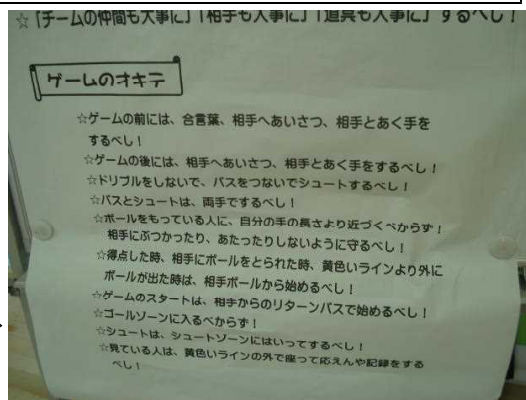 ☆「チームの仲間も大事に」「相手も大事に」「道具も大事に」するべし!
ゲームのオキテ
☆ゲームの前には、合言葉、相手へあいさつ、相手とあく手を
するべし!
☆ゲームの後には、相手へあいさつ、相手とあく手をするべし!
☆ドリブルをしないで、パスをつないでシュートするべし!
☆パスとシュートは、両手でするべし!
☆ボールをもっている人に、自分の手の長さより近づくべからず!
相手にぶつかったり、あたったりしないように守るべし!
☆得点した時、相手にボールをとられた時、黄色いラインより外に
ボールが出た時は、相手ボールから始めるべし!
☆ゲームのスタートは、相手からのリターンパスで始めるべし!
☆ゴールゾーンに入るべからず!
☆シュートは、シュートゾーンにはいってするべし!
☆見ている人は、黄色いラインの外で座って応えんや記録をする
べし!